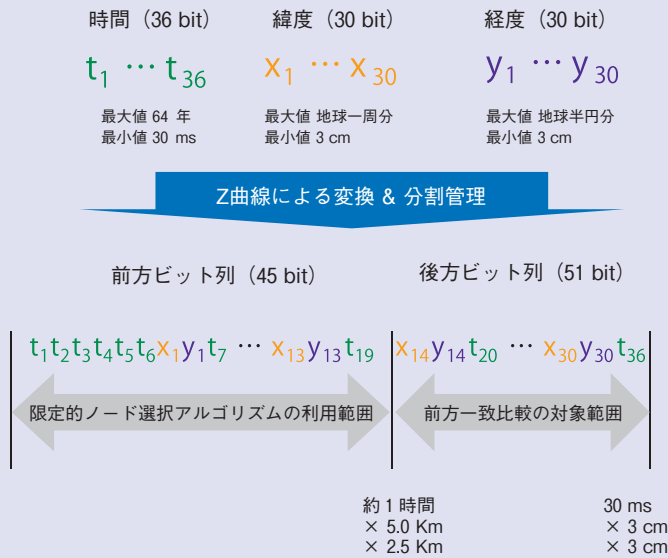 時間（36 bit） 緯度（30 bit） 経度（30 bit）
t1 … t36 x1 … x30 y1 … y30
最大値 64 年 最大値 地球一周分 最大値 地球半円分
最小値 30 ms 最小値 3 cm 最小値 3 cm
Z曲線による変換 & 分割管理
前方ビット列（45 bit） 後方ビット列（51 bit）
t1t2t3t4t5t6x1y1t7 … x13y13t19 x14y14t20 … x30y30t36
限定的ノード選択アルゴリズムの利用範囲 前方一致比較の対象範囲
約 1 時間 30 ms
× 5.0 Km × 3 cm
× 2.5 Km × 3 cm